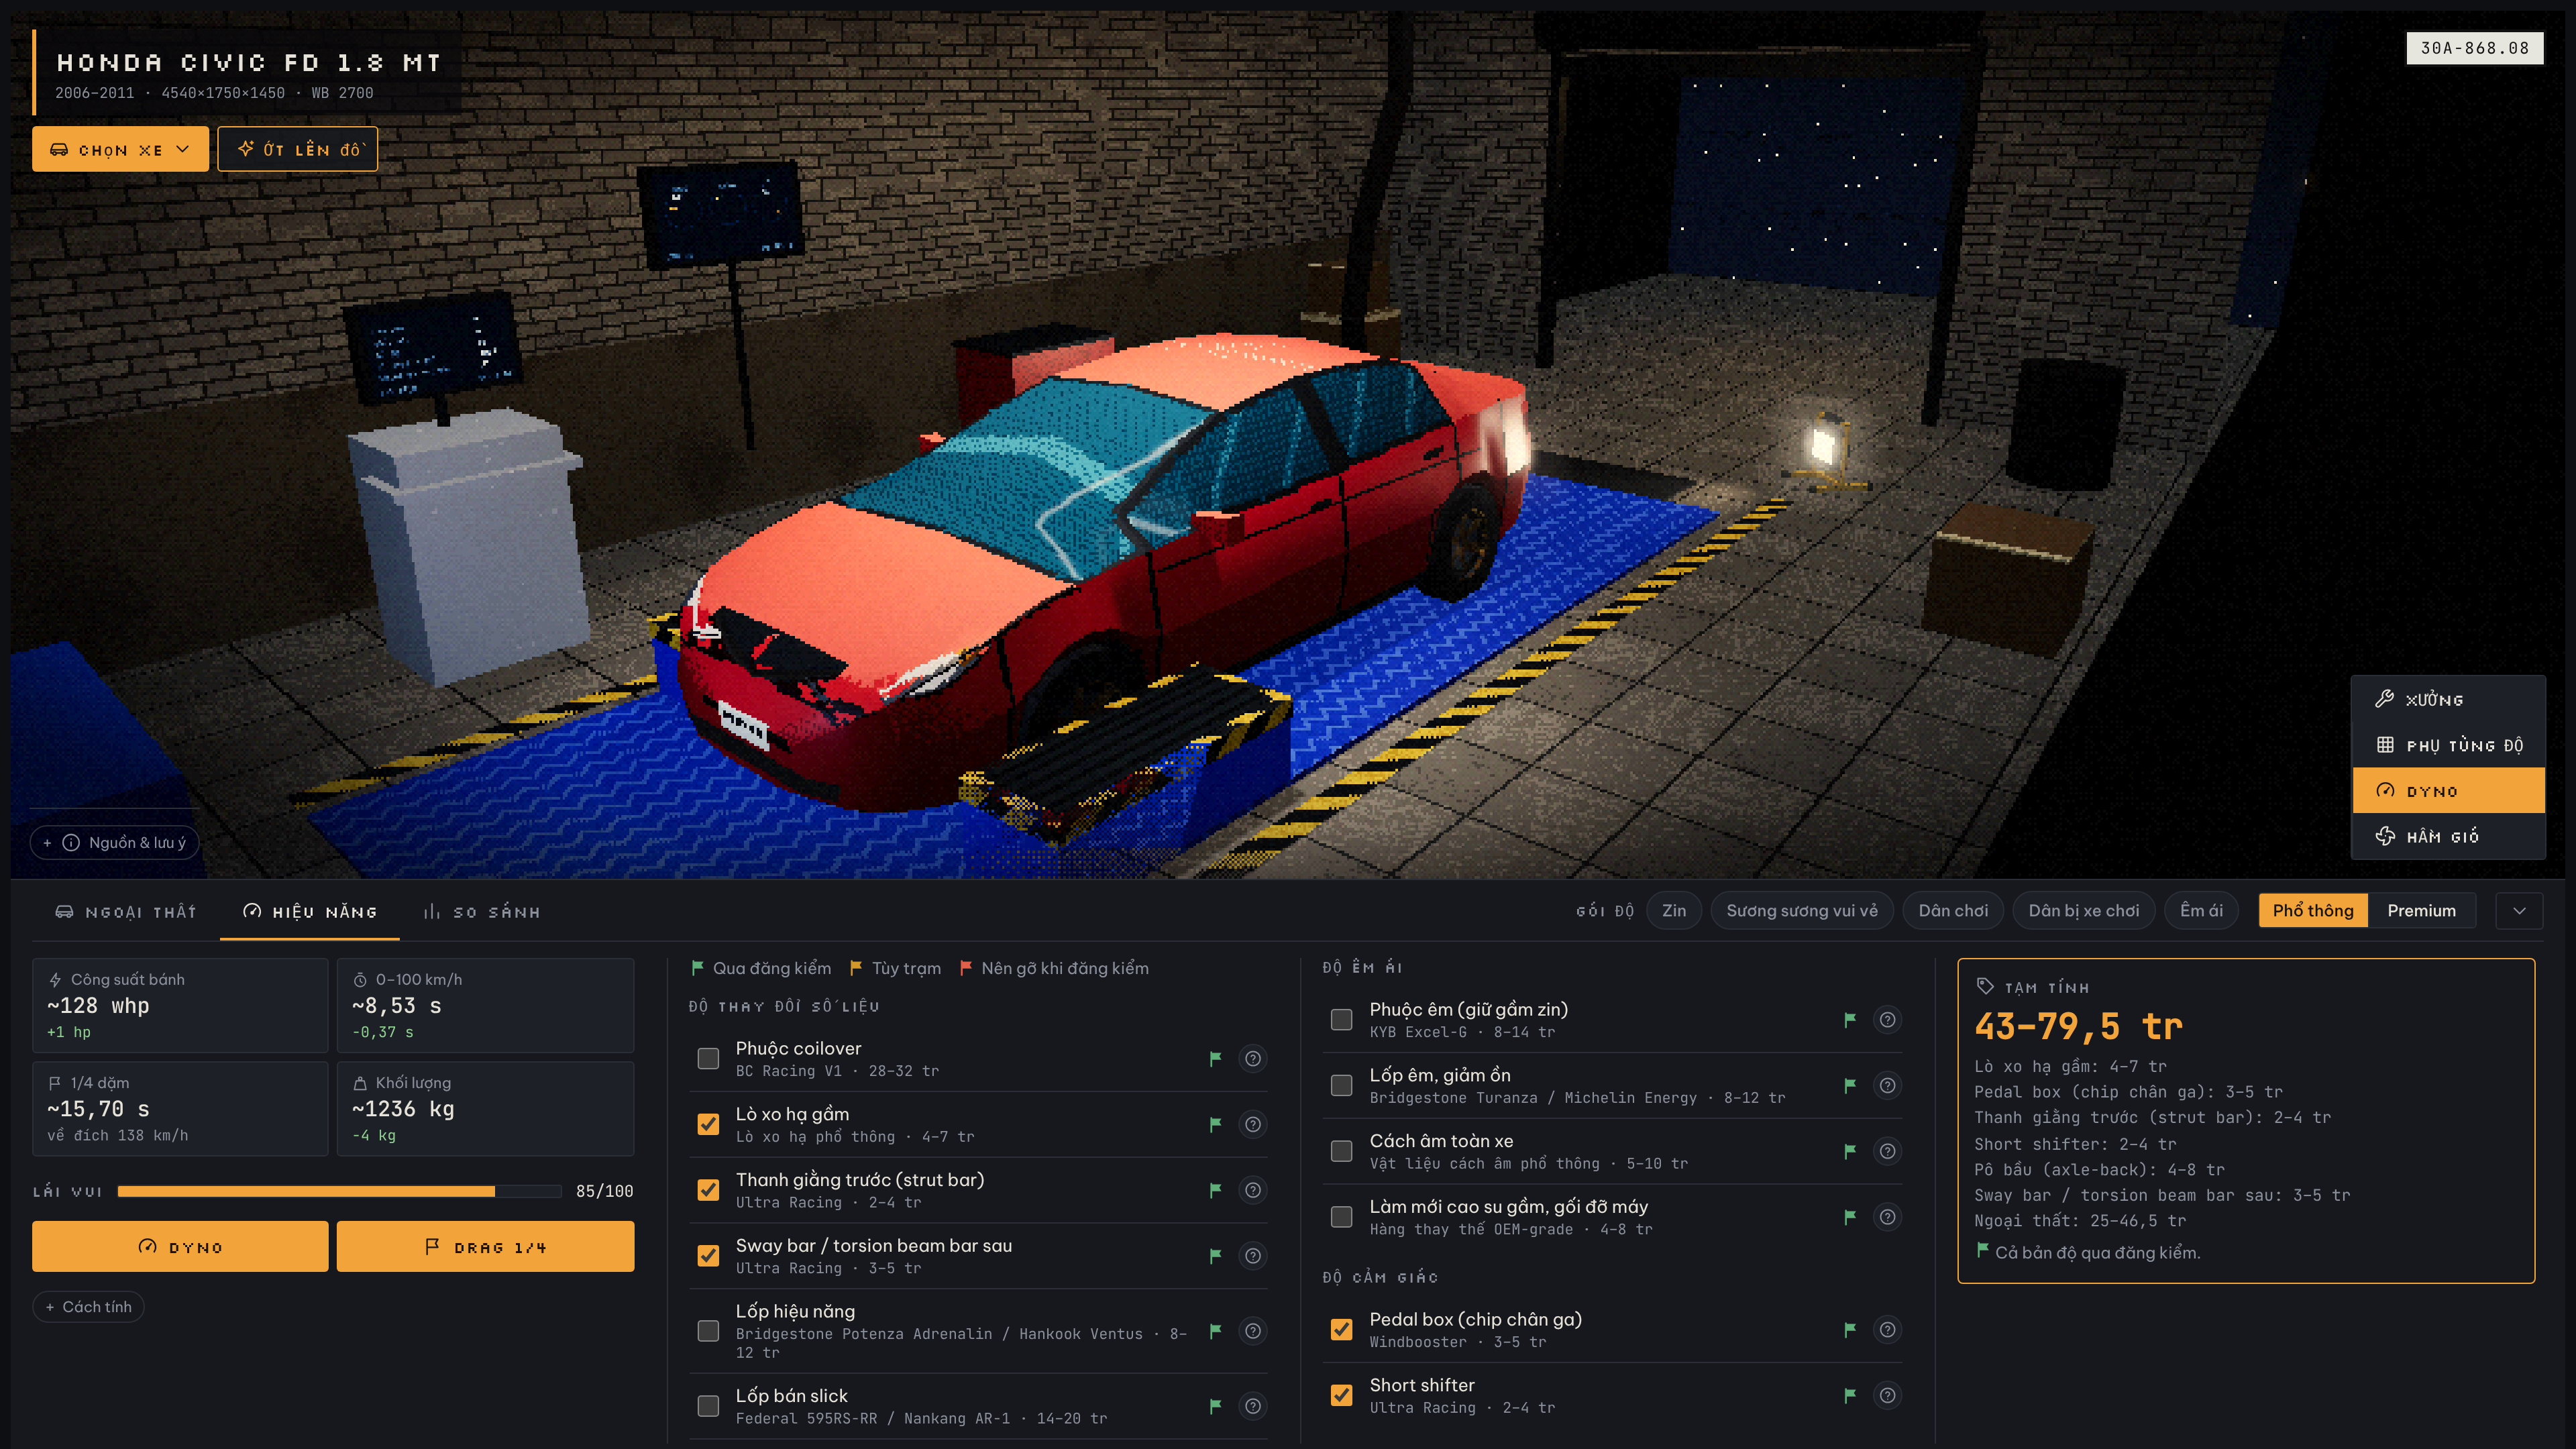 HONDA CIVIC FD 1.8 MT
2006–2011 · 4540×1750×1450 · WB 2700
CHỌN XE
ỚT LÊN ĐỒ
30A-868.08
XƯỞNG
PHỤ TÙNG ĐỘ
DYNO
HẦM GIÓ
+ Nguồn & lưu ý
NGOẠI THẤT
HIỆU NĂNG
SO SÁNH
GÓI ĐỘ
Zin
Sương sương vui vẻ
Dân chơi
Dân bị xe chơi
Êm ái
Phổ thông
Premium
Công suất bánh
~128 whp
+1 hp
0–100 km/h
~8,53 s
-0,37 s
1/4 dặm
~15,70 s
về đích 138 km/h
Khối lượng
~1236 kg
-4 kg
LÁI VUI
85/100
DYNO
DRAG 1/4
+ Cách tính
Qua đăng kiểm
Tùy trạm
Nên gỡ khi đăng kiểm
ĐỘ THAY ĐỔI SỐ LIỆU
Phuộc coilover
BC Racing V1 · 28–32 tr
Lò xo hạ gầm
Lò xo hạ phổ thông · 4–7 tr
Thanh giằng trước (strut bar)
Ultra Racing · 2–4 tr
Sway bar / torsion beam bar sau
Ultra Racing · 3–5 tr
Lốp hiệu năng
Bridgestone Potenza Adrenalin / Hankook Ventus · 8–
12 tr
Lốp bán slick
Federal 595RS-RR / Nankang AR-1 · 14–20 tr
ĐỘ ÊM ÁI
Phuộc êm (giữ gầm zin)
KYB Excel-G · 8–14 tr
Lốp êm, giảm ồn
Bridgestone Turanza / Michelin Energy · 8–12 tr
Cách âm toàn xe
Vật liệu cách âm phổ thông · 5–10 tr
Làm mới cao su gầm, gối đỡ máy
Hàng thay thế OEM-grade · 4–8 tr
ĐỘ CẢM GIÁC
Pedal box (chip chân ga)
Windbooster · 3–5 tr
Short shifter
Ultra Racing · 2–4 tr
TẠM TÍNH
43–79,5 tr
Lò xo hạ gầm: 4–7 tr
Pedal box (chip chân ga): 3–5 tr
Thanh giằng trước (strut bar): 2–4 tr
Short shifter: 2–4 tr
Pô bầu (axle-back): 4–8 tr
Sway bar / torsion beam bar sau: 3–5 tr
Ngoại thất: 25–46,5 tr
Cả bản độ qua đăng kiểm.